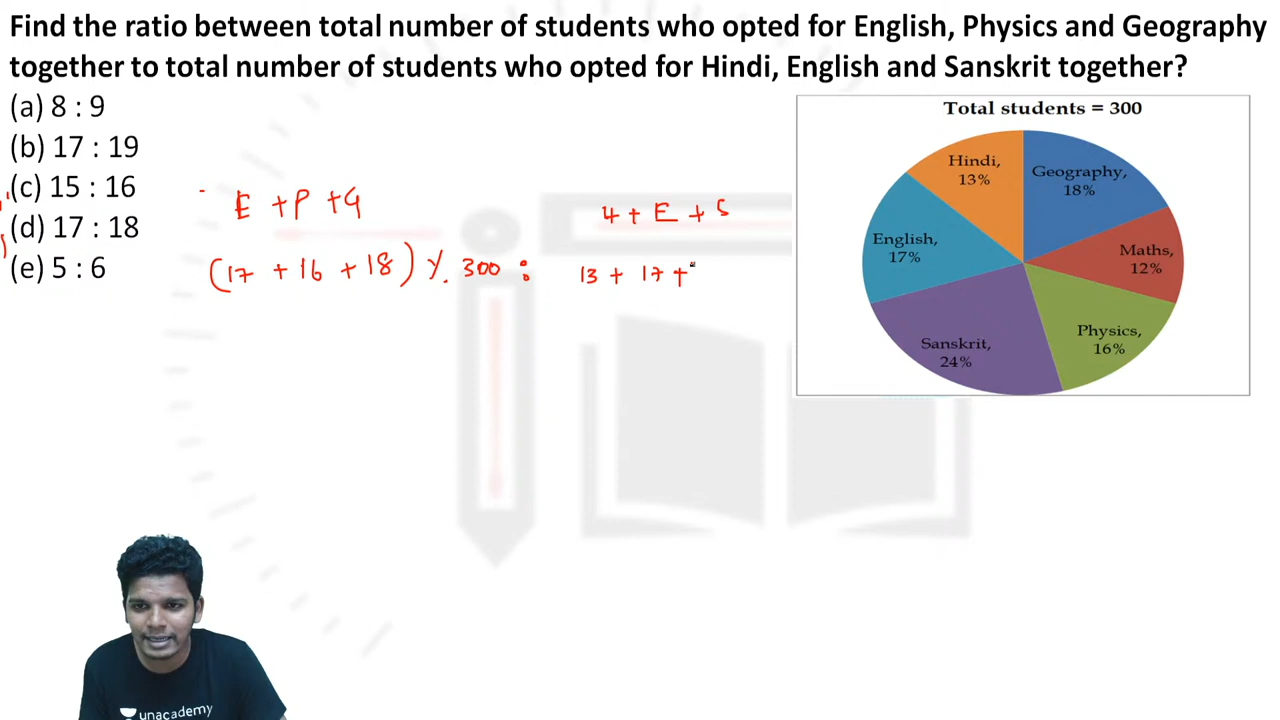 Find the ratio between total number of students who opted for English, Physics and Geography
together to total number of students who opted for Hindi, English and Sanskrit together?
(a) 8 : 9
(b) 17 : 19
(c) 15 : 16
(d) 17 : 18
(e) 5 : 6
E + P + G
(17 + 16 + 18) % 300 :
H + E + S
13 + 17 +
Total students = 300
Hindi,
13%
Geography,
18%
English,
17%
Maths,
12%
Physics,
16%
Sanskrit,
24%
unacademy